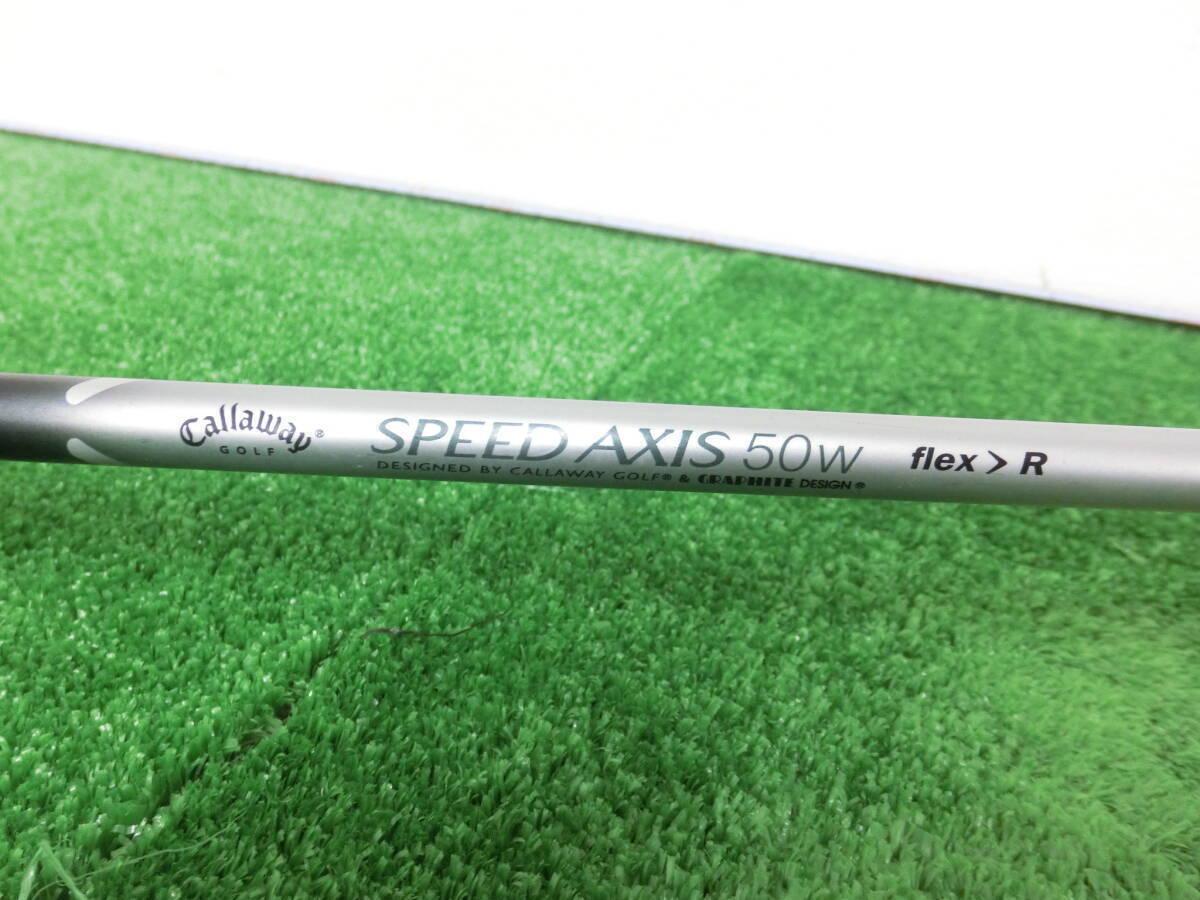 Callaway®
GOLF
SPEED AXIS 50W
DESIGNED BY CALLAWAY GOLF® & GRAPHITE DESIGN®
flex > R